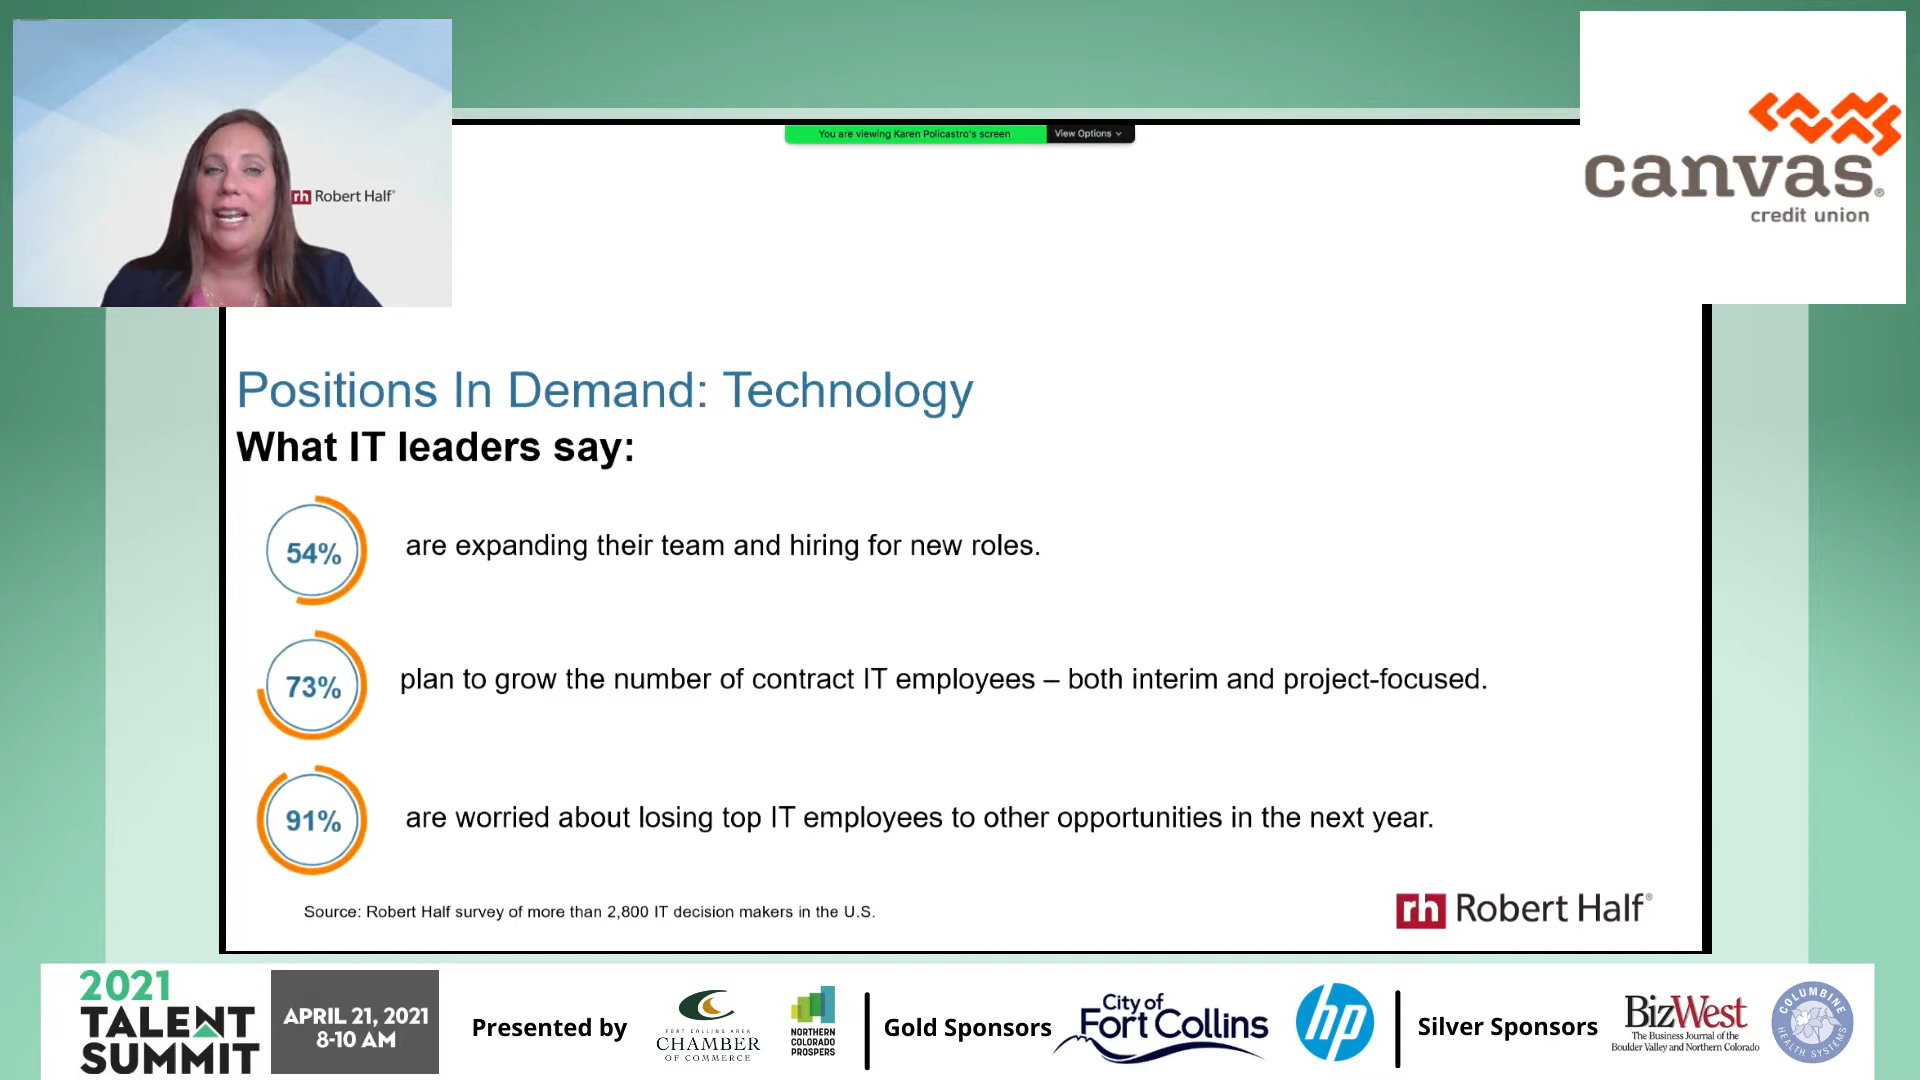 You are viewing Karen Policastro's screen
View Options
rh Robert Half®
canvas®
credit union
Positions In Demand: Technology
What IT leaders say:
54%
are expanding their team and hiring for new roles.
73%
plan to grow the number of contract IT employees – both interim and project-focused.
91%
are worried about losing top IT employees to other opportunities in the next year.
Source: Robert Half survey of more than 2,800 IT decision makers in the U.S.
rh Robert Half®
2021
TALENT
SUMMIT
APRIL 21, 2021
8-10 AM
Presented by
FORT COLLINS AREA
CHAMBER
OF COMMERCE
NORTHERN
COLORADO
PROSPERS
Gold Sponsors
City of
Fort Collins
hp
Silver Sponsors
BizWest
The Business Journal of the
Boulder Valley and Northern Colorado
COLUMBINE
HEALTH SYSTEMS